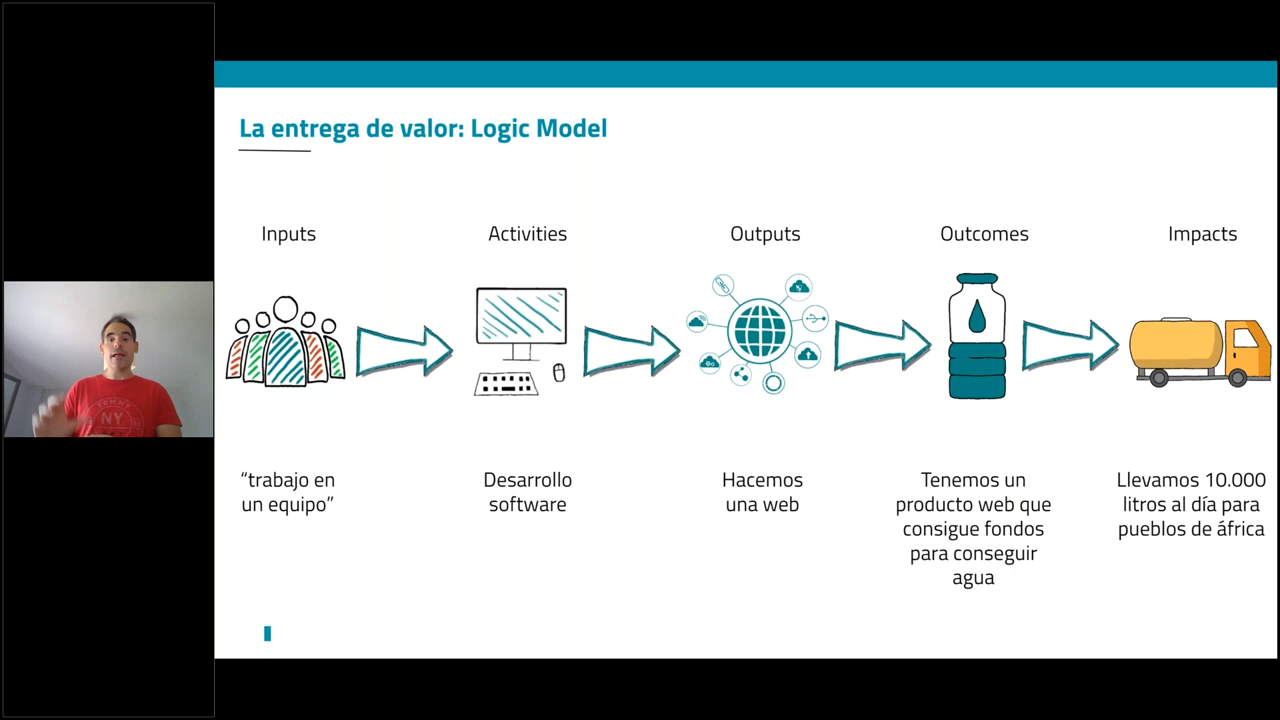 La entrega de valor: Logic Model
Inputs
Activities
Outputs
Outcomes
Impacts
“trabajo en
un equipo”
Desarrollo
software
Hacemos
una web
Tenemos un
producto web que
consigue fondos
para conseguir
agua
Llevamos 10.000
litros al día para
pueblos de áfrica
TOMMY
NY